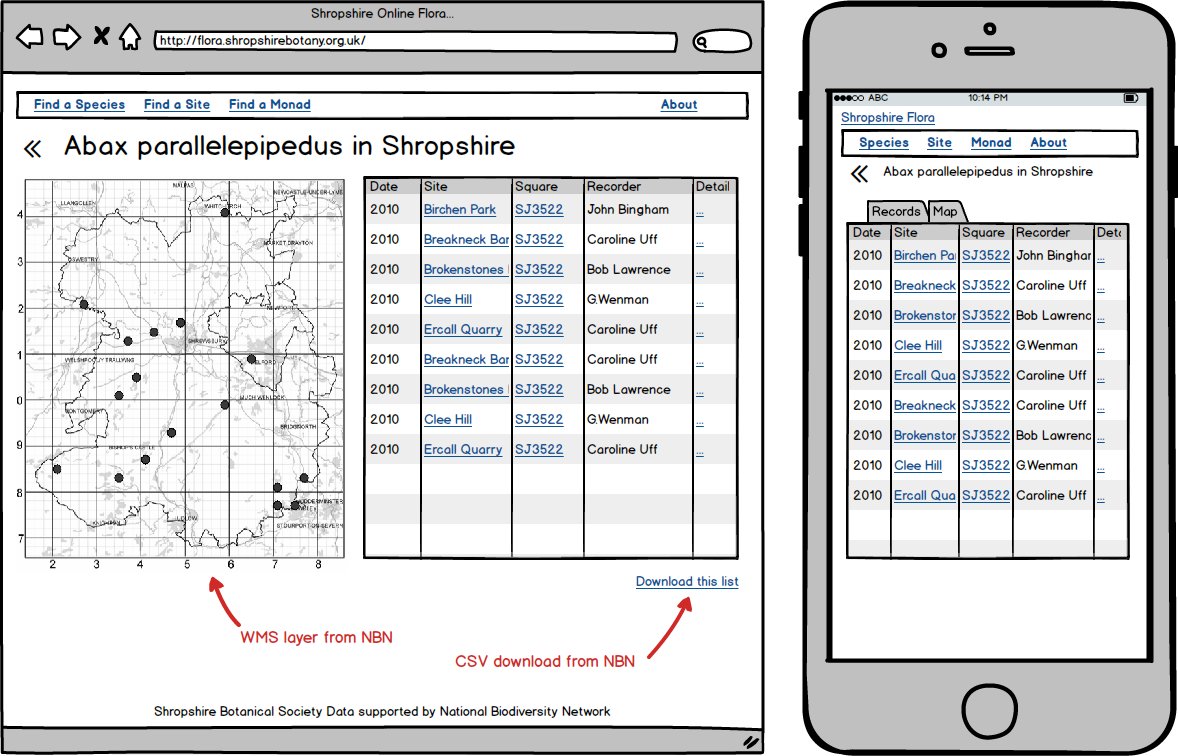 Shropshire Online Flora...
http://flora.shropshirebotany.org.uk/
Find a Species Find a Site Find a Monad About
Abax parallelepipedus in Shropshire
MALPAS
NEWCASTLE-UNDER-LYME
LLANGOLLEN
WHITCHURCH
4
MARKET DRAYTON
OSWESTRY
3
NEWPORT
2
SHREWSBURY
1
WELSHPOOL/Y TRALLWNG
TELFORD
0
MUCH WENLOCK
MONTGOMERY
BRIDGNORTH
9
BISHOP'S CASTLE
8
KIDDERMINSTER
KNIGHTON
LUDLOW
STOURPORT-ON-SEVERN
7
2 3 4 5 6 7 8
Date Site Square Recorder Detail
2010 Birchen Park SJ3522 John Bingham ...
2010 Breakneck Bar SJ3522 Caroline Uff ...
2010 Brokenstones SJ3522 Bob Lawrence ...
2010 Clee Hill SJ3522 G.Wenman ...
2010 Ercall Quarry SJ3522 Caroline Uff ...
2010 Breakneck Bar SJ3522 Caroline Uff ...
2010 Brokenstones SJ3522 Bob Lawrence ...
2010 Clee Hill SJ3522 G.Wenman ...
2010 Ercall Quarry SJ3522 Caroline Uff ...
Download this list
WMS layer from NBN
CSV download from NBN
Shropshire Botanical Society Data supported by National Biodiversity Network
ABC 10:14 PM
Shropshire Flora
Species Site Monad About
Abax parallelepipedus in Shropshire
Records Map
Date Site Square Recorder Deta
2010 Birchen Pa SJ3522 John Binghar ...
2010 Breakneck SJ3522 Caroline Uff ...
2010 Brokenstor SJ3522 Bob Lawrenc ...
2010 Clee Hill SJ3522 G.Wenman ...
2010 Ercall Qua SJ3522 Caroline Uff ...
2010 Breakneck SJ3522 Caroline Uff ...
2010 Brokenstor SJ3522 Bob Lawrenc ...
2010 Clee Hill SJ3522 G.Wenman ...
2010 Ercall Qua SJ3522 Caroline Uff ...